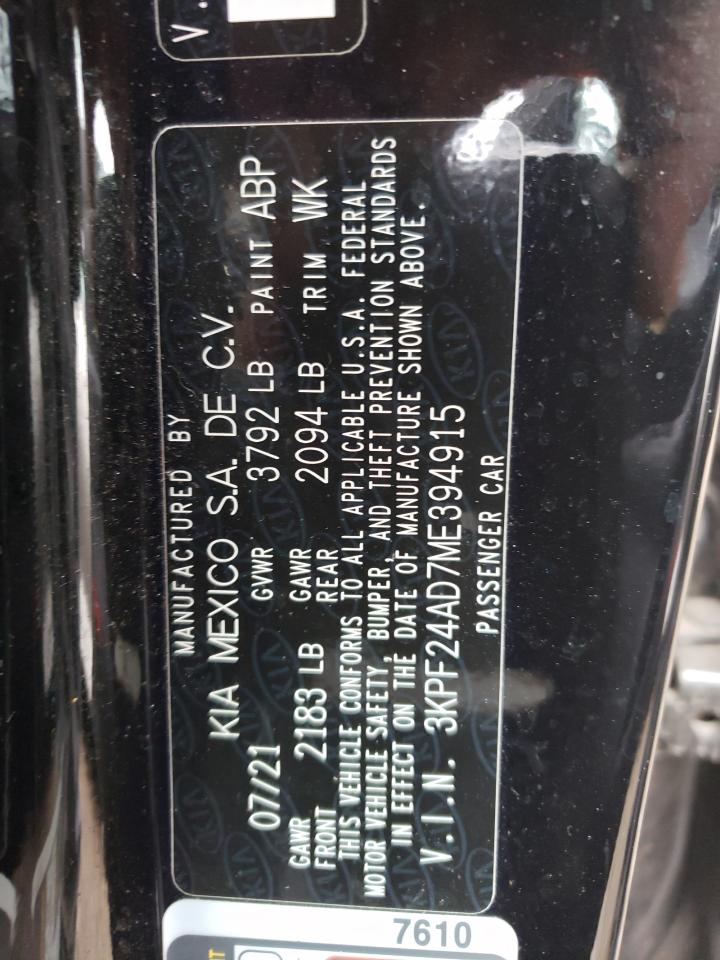 V.
MANUFACTURED BY
KIA MEXICO S.A. DE C.V.
07/21 GVWR 3792 LB PAINT ABP
GAWR FRONT 2183 LB GAWR REAR 2094 LB TRIM WK
THIS VEHICLE CONFORMS TO ALL APPLICABLE U.S.A. FEDERAL
MOTOR VEHICLE SAFETY, BUMPER, AND THEFT PREVENTION STANDARDS
IN EFFECT ON THE DATE OF MANUFACTURE SHOWN ABOVE.
V.I.N. 3KPF24AD7ME394915
PASSENGER CAR
7610